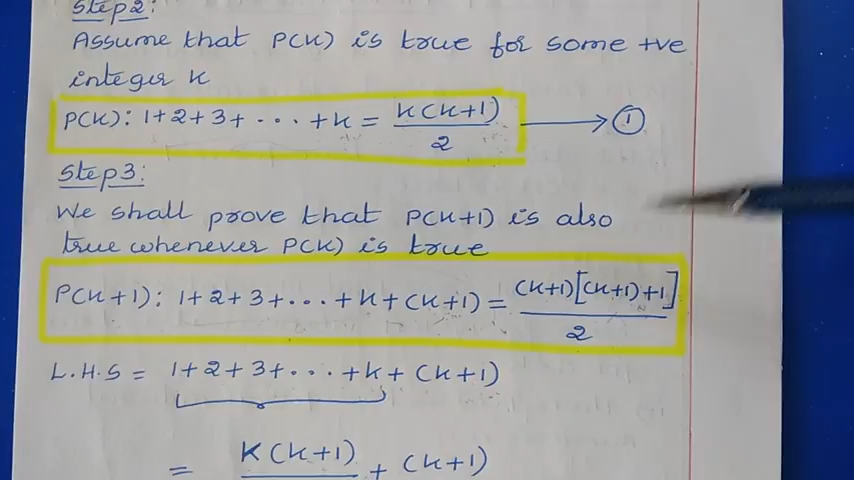 Step2:
Assume that P(K) is true for some +ve
integer K
P(K): 1+2+3+...+k = k(k+1)/2 → ①
Step3:
We shall prove that P(K+1) is also
true whenever P(K) is true
P(K+1): 1+2+3+...+k+(k+1) = (k+1)[(k+1)+1]/2
L.H.S = 1+2+3+...+k+(k+1)
= K(k+1) + (k+1)